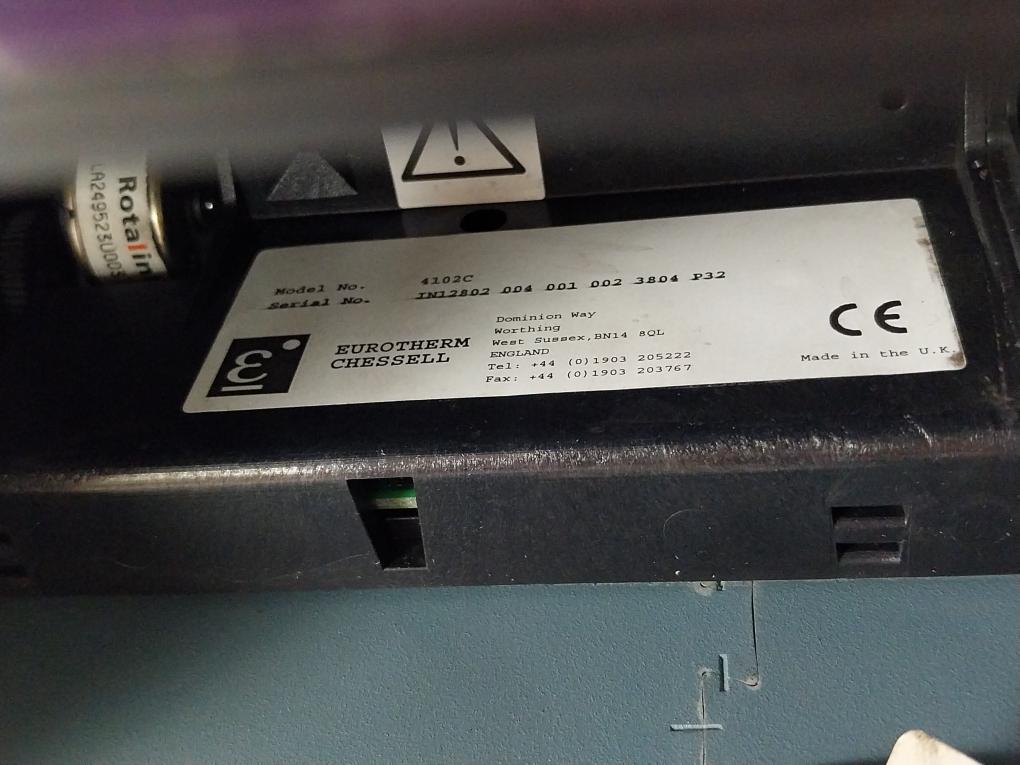 Rotalin
LA249523U00
Model No. 4102C
Serial No. IN12802 004 001 002 3804 P32
EUROTHERM
CHESSELL
Dominion Way
Worthing
West Sussex, BN14 8QL
ENGLAND
Tel: +44 (0)1903 205222
Fax: +44 (0)1903 203767
CE
Made in the U.K.